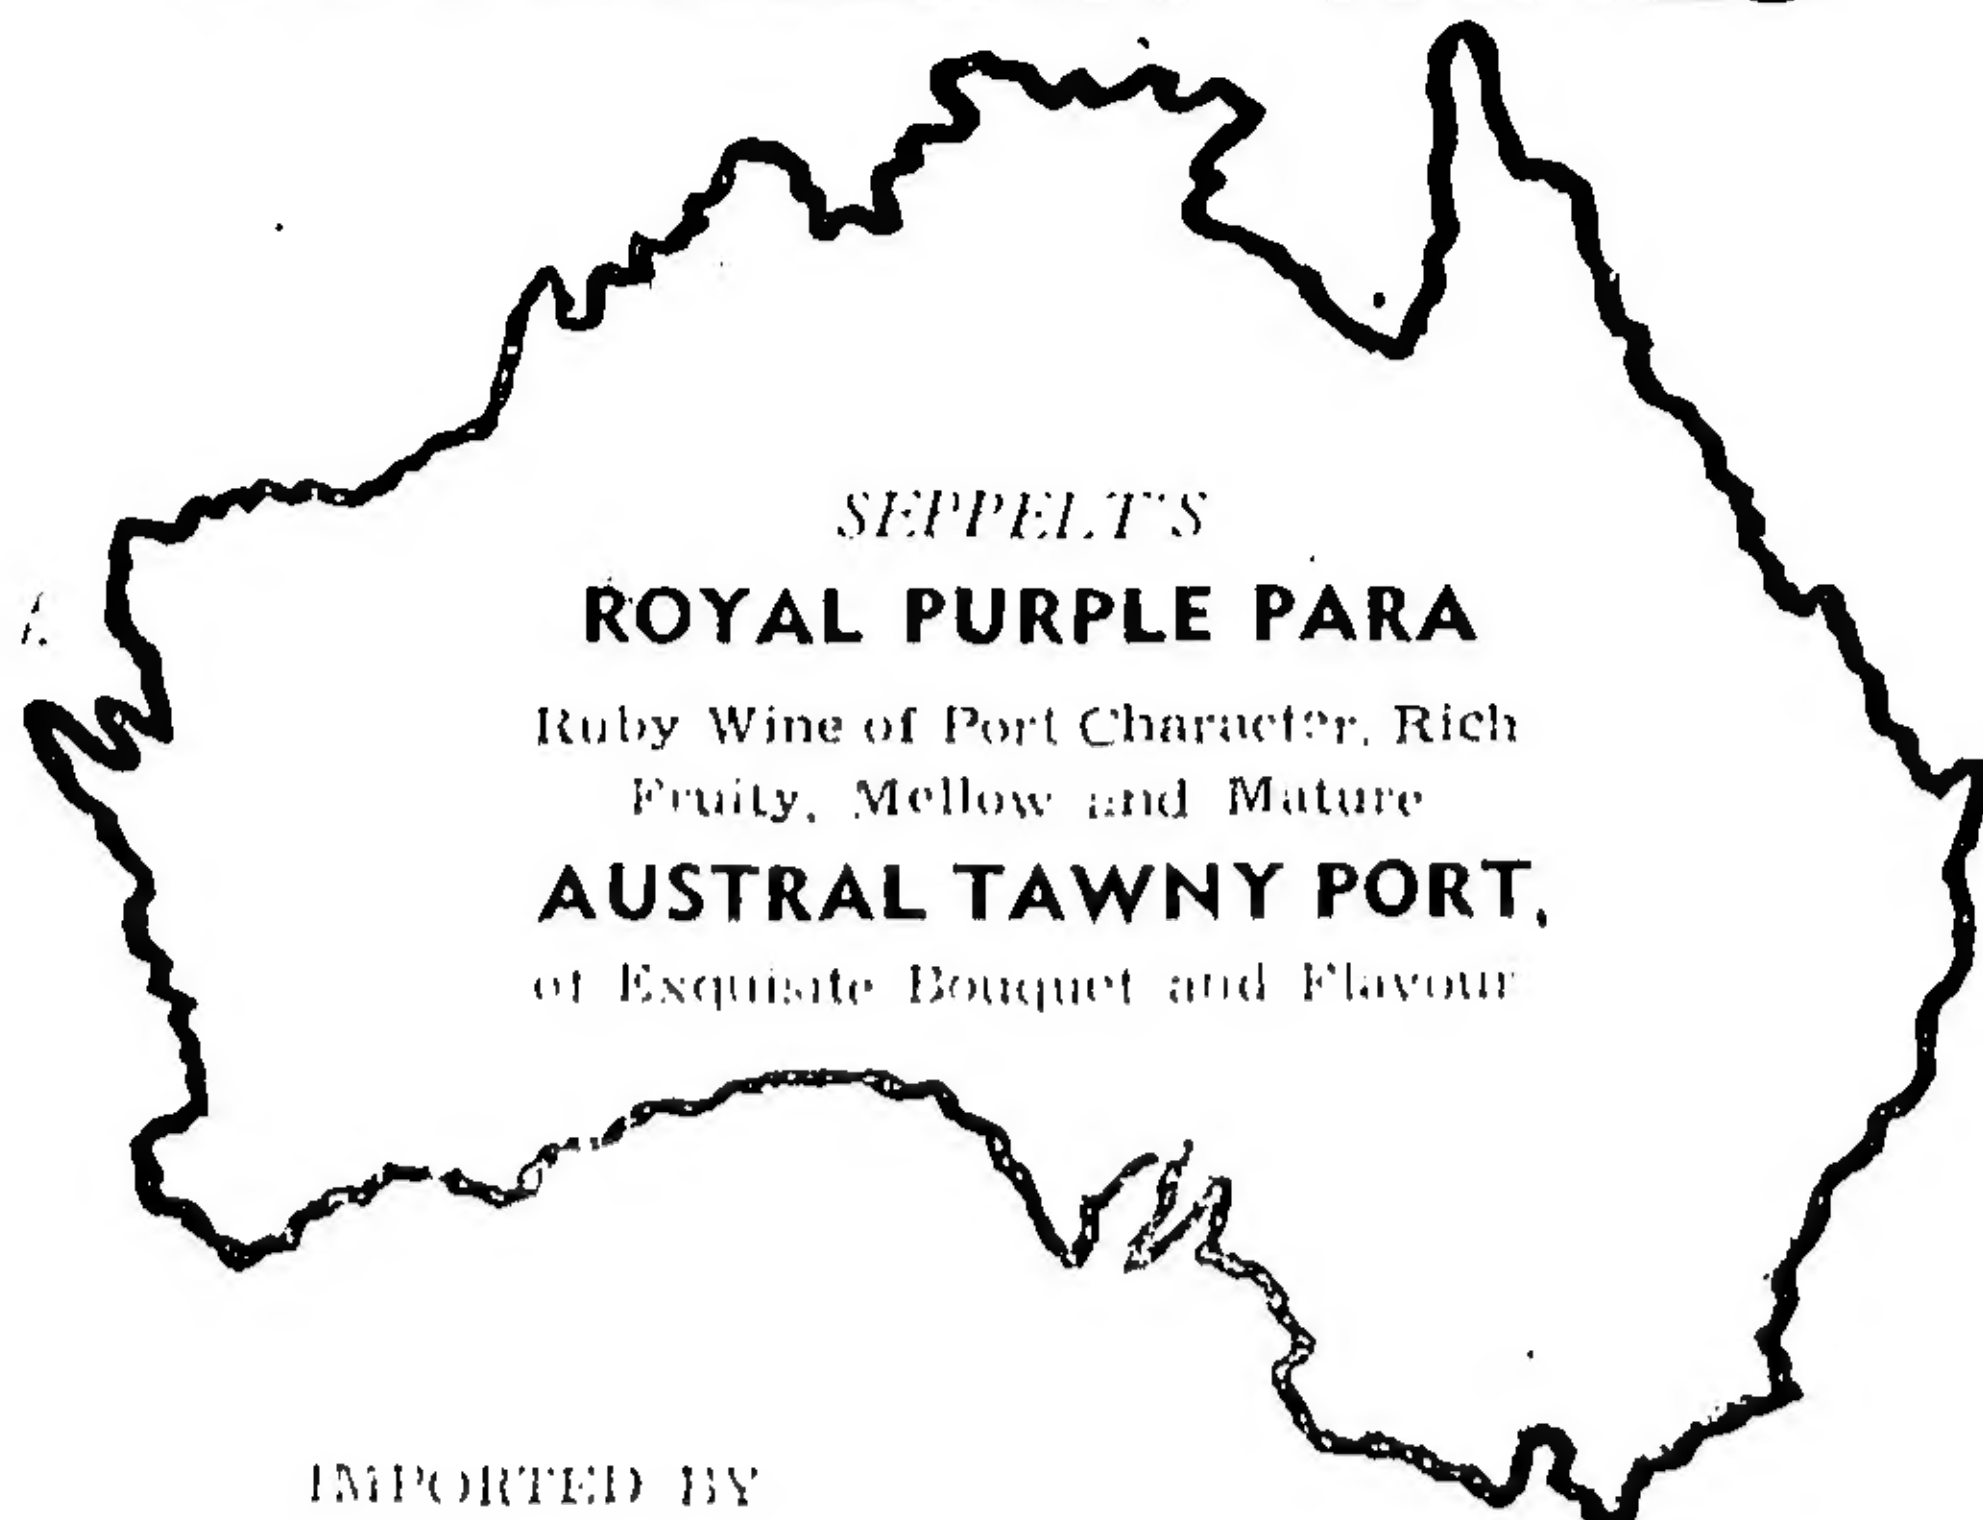 SEPPELT'S
ROYAL PURPLE PARA
Ruby Wine of Port Character, Rich
Fruity, Mellow and Mature
AUSTRAL TAWNY PORT,
of Exquisite Bouquet and Flavour
IMPORTED BY